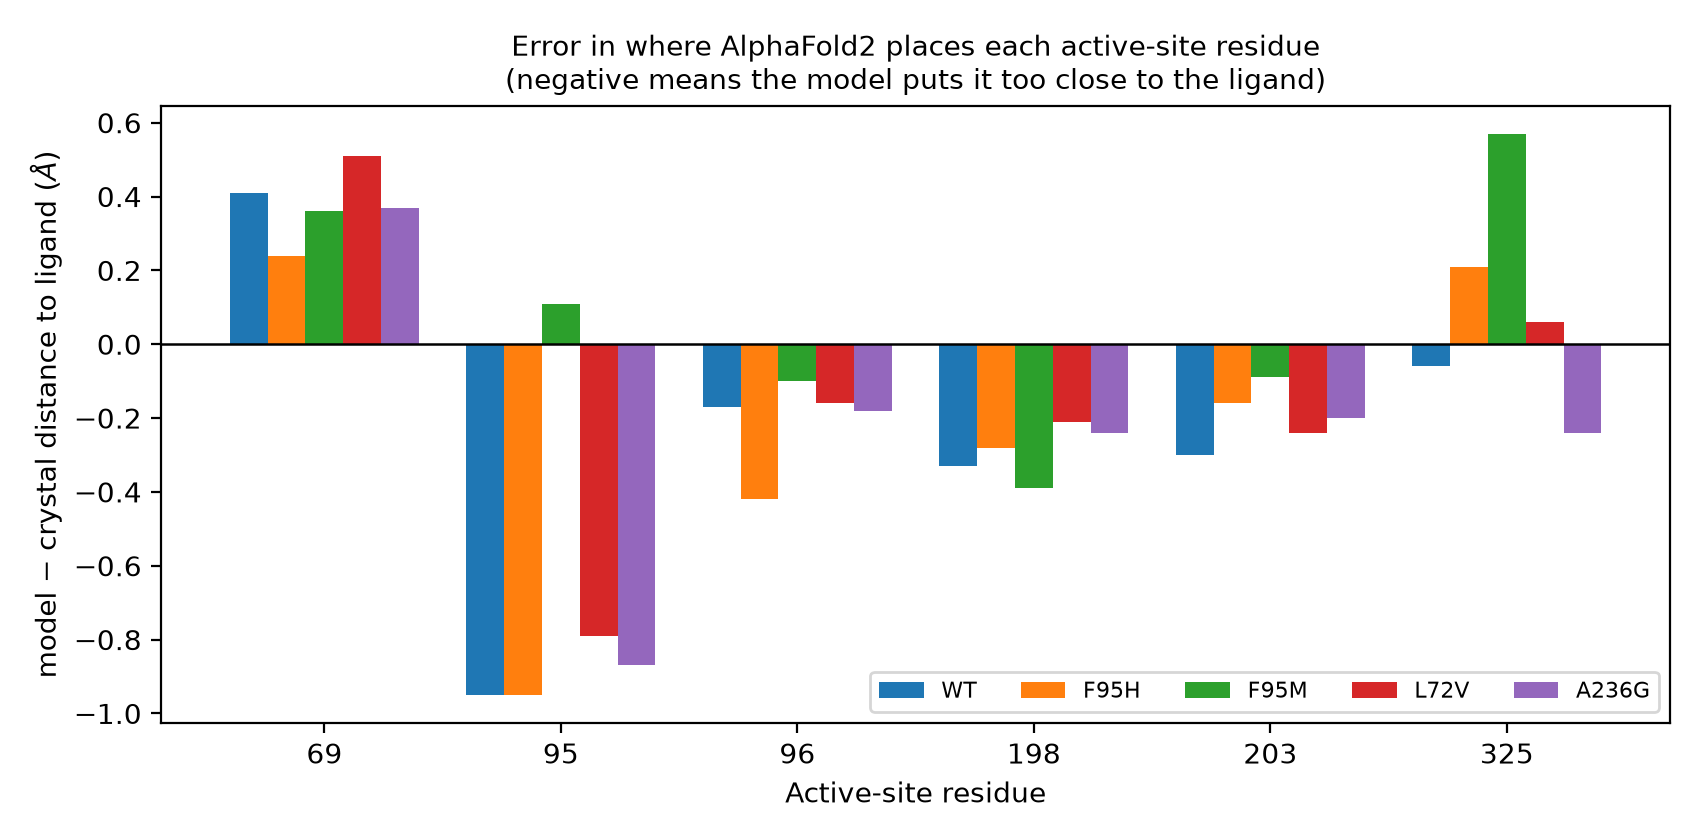 Error in where AlphaFold2 places each active-site residue
(negative means the model puts it too close to the ligand)
model − crystal distance to ligand (Å)
0.6
0.4
0.2
0.0
−0.2
−0.4
−0.6
−0.8
−1.0
WT F95H F95M L72V A236G
69 95 96 198 203 325
Active-site residue